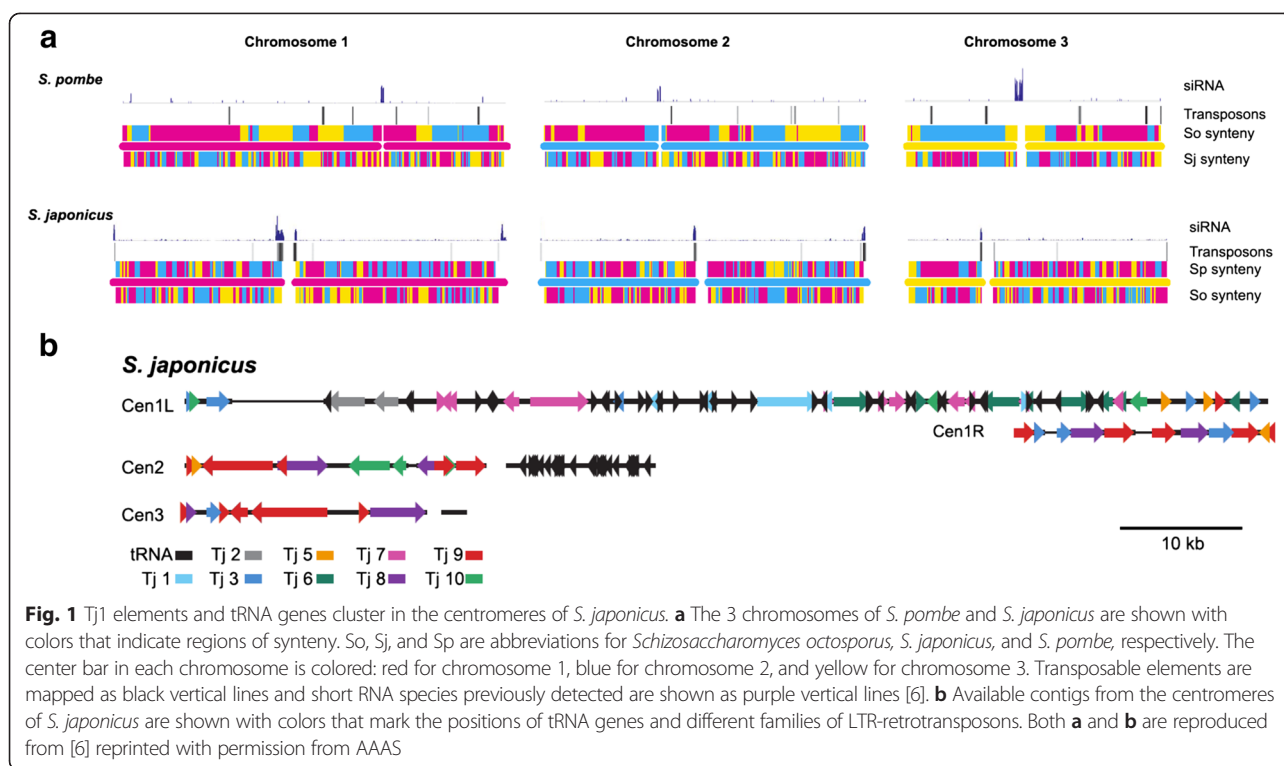 a
Chromosome 1 Chromosome 2 Chromosome 3
S. pombe
siRNA
Transposons
So synteny
Sj synteny
S. japonicus
siRNA
Transposons
Sp synteny
So synteny
b
S. japonicus
Cen1L
Cen1R
Cen2
Cen3
10 kb
tRNA Tj 2 Tj 5 Tj 7 Tj 9
Tj 1 Tj 3 Tj 6 Tj 8 Tj 10
Fig. 1 Tj1 elements and tRNA genes cluster in the centromeres of S. japonicus. a The 3 chromosomes of S. pombe and S. japonicus are shown with
colors that indicate regions of synteny. So, Sj, and Sp are abbreviations for Schizosaccharomyces octosporus, S. japonicus, and S. pombe, respectively. The
center bar in each chromosome is colored: red for chromosome 1, blue for chromosome 2, and yellow for chromosome 3. Transposable elements are
mapped as black vertical lines and short RNA species previously detected are shown as purple vertical lines [6]. b Available contigs from the centromeres
of S. japonicus are shown with colors that mark the positions of tRNA genes and different families of LTR-retrotransposons. Both a and b are reproduced
from [6] reprinted with permission from AAAS